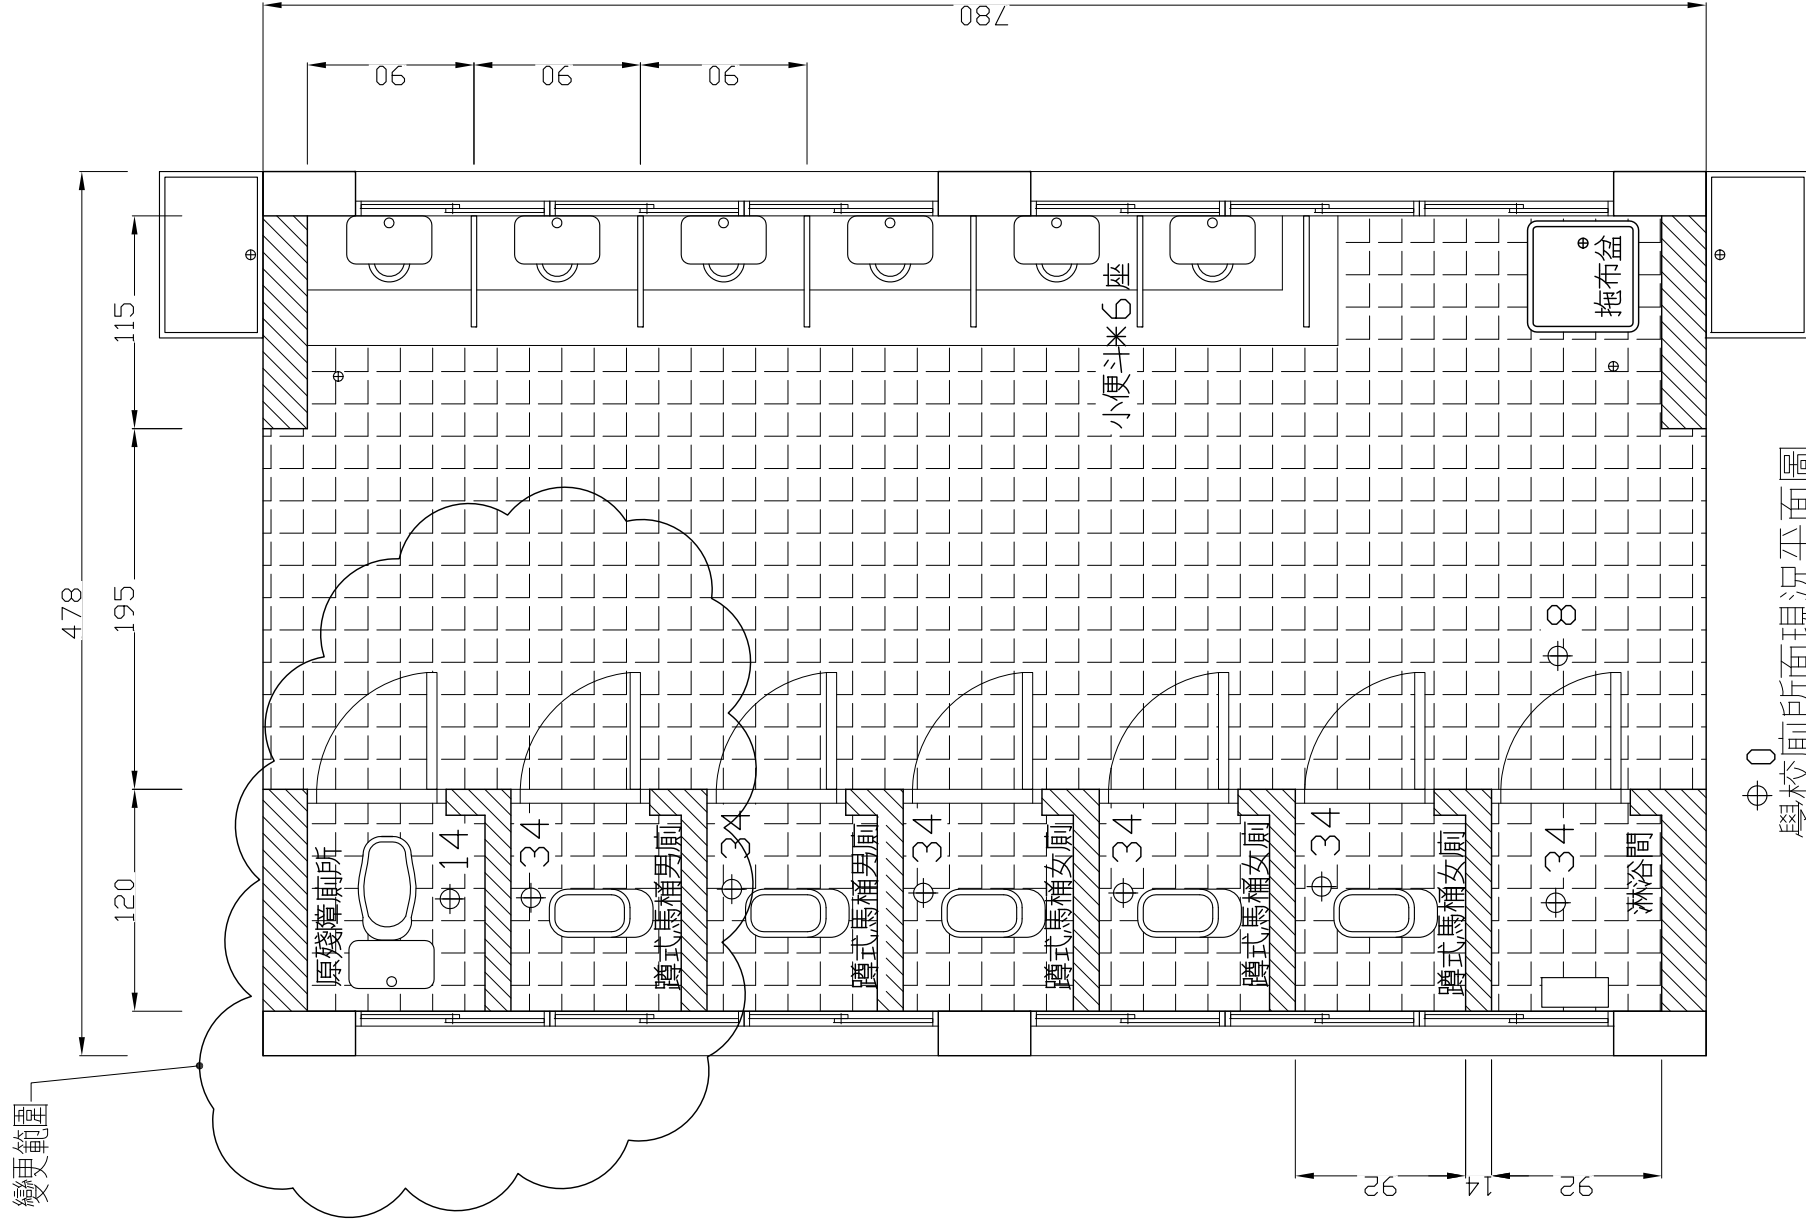 780
90
90
90
478
115
195
120
小便斗*6座
拖布盆
⌖8
⌖0
學校廁所面現況平面圖
原殘障廁所
⌖14
⌖34
蹲式馬桶男廁
⌖34
蹲式馬桶男廁
⌖34
蹲式馬桶女廁
⌖34
蹲式馬桶女廁
⌖34
蹲式馬桶女廁
⌖34
淋浴間
變更範圍
92
14
92